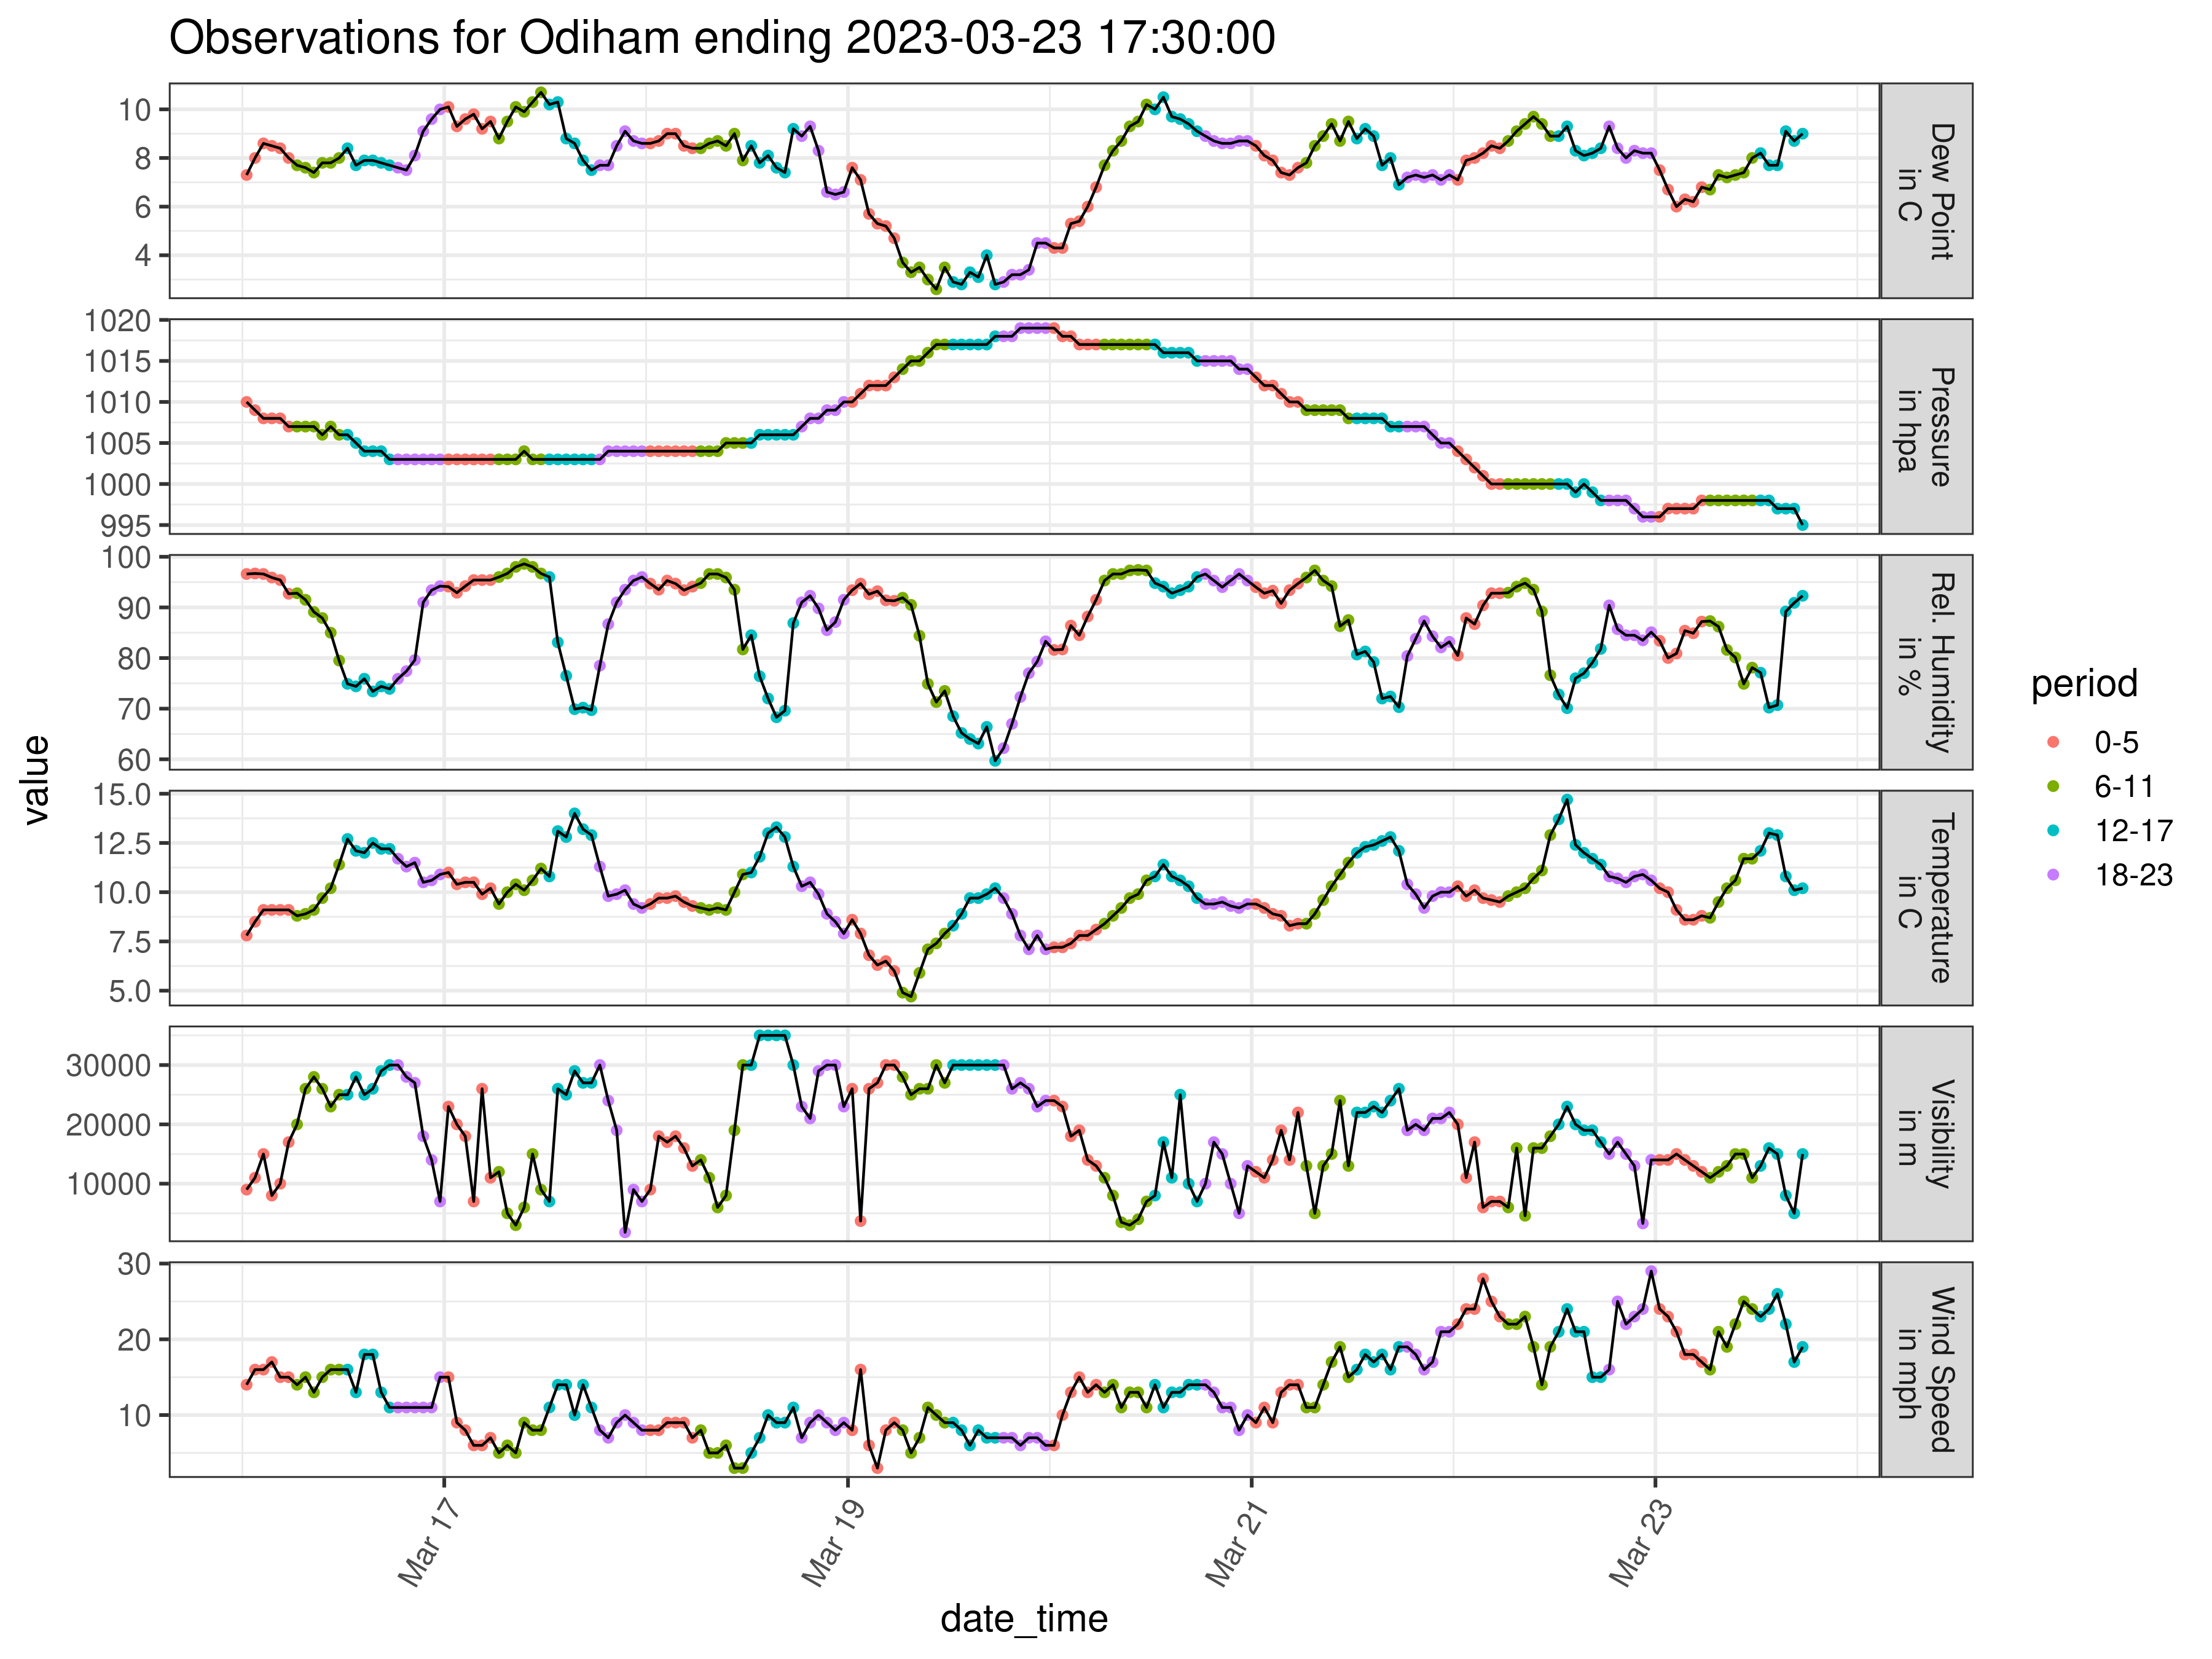 Observations for Odiham ending 2023-03-23 17:30:00
value
10
8
6
4
Dew Point
in C
1020
1015
1010
1005
1000
995
Pressure
in hpa
100
90
80
70
60
Rel. Humidity
in %
15.0
12.5
10.0
7.5
5.0
Temperature
in C
30000
20000
10000
Visibility
in m
30
20
10
Wind Speed
in mph
Mar 17
Mar 19
Mar 21
Mar 23
date_time
period
0-5
6-11
12-17
18-23